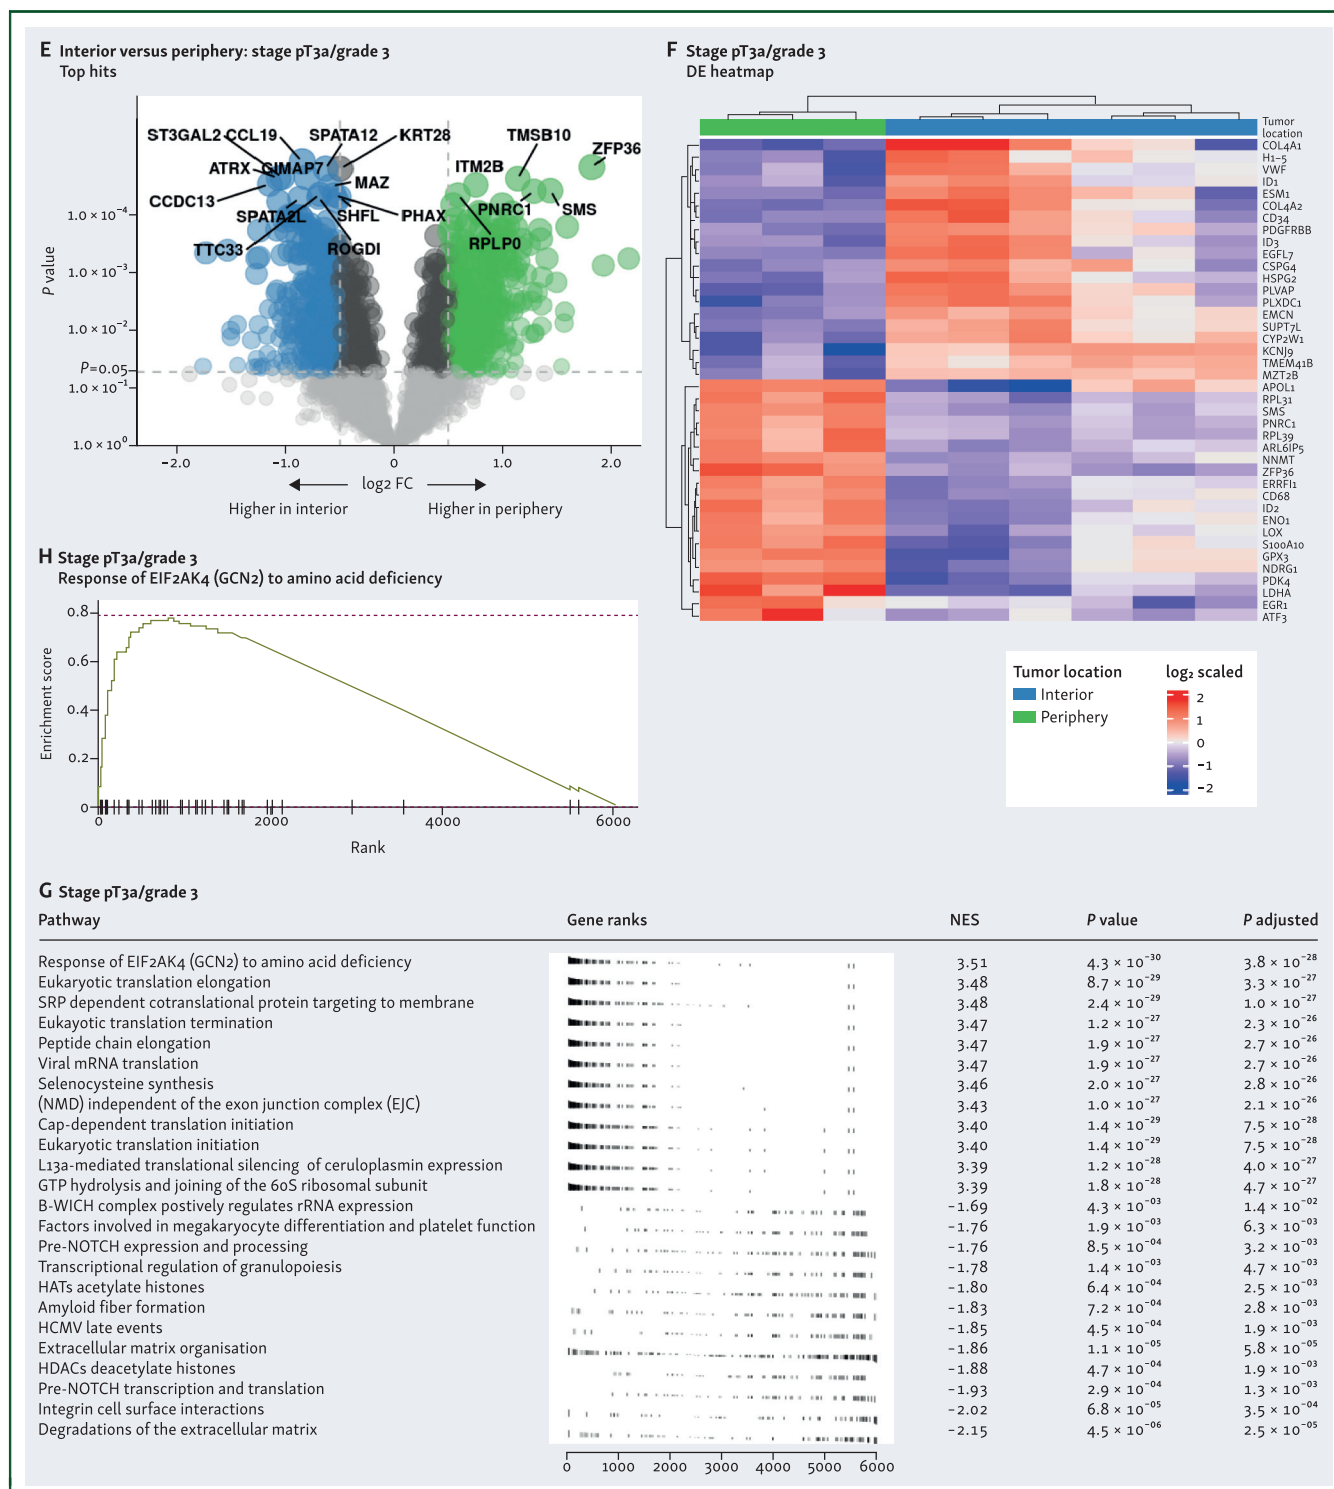 E Interior versus periphery: stage pT3a/grade 3
Top hits
ST3GAL2 CCL19 SPATA12 KRT28 TMSB10 ZFP36
ATRX GIMAP7 MAZ ITM2B
CCDC13 SPATA2L SHFL PHAX PNRC1 SMS
TTC33 ROGDI RPLP0
P value
1.0 × 10⁻⁴
1.0 × 10⁻³
1.0 × 10⁻²
P=0.05
1.0 × 10⁻¹
1.0 × 10⁰
-2.0 -1.0 0 1.0 2.0
log2 FC
Higher in interior Higher in periphery
F Stage pT3a/grade 3
DE heatmap
Tumor
location
COL4A1
H1-5
VWF
ID1
ESM1
COL4A2
CD34
PDGFRBB
ID3
EGFL7
CSPG4
HSPG2
PLVAP
PLXDC1
EMCN
SUPT7L
CYP2W1
KCNJ9
TMEM41B
MZT2B
APOL1
RPL31
SMS
PNRC1
RPL39
ARL6IP5
NNMT
ZFP36
ERRFI1
CD68
ID2
ENO1
LOX
S100A10
GPX3
NDRG1
PDK4
LDHA
EGR1
ATF3
Tumor location
Interior
Periphery
log₂ scaled
2
1
0
-1
-2
H Stage pT3a/grade 3
Response of EIF2AK4 (GCN2) to amino acid deficiency
Enrichment score
0.8
0.6
0.4
0.2
0
0 2000 4000 6000
Rank
G Stage pT3a/grade 3
Pathway Gene ranks NES P value P adjusted
Response of EIF2AK4 (GCN2) to amino acid deficiency 3.51 4.3 × 10⁻³⁰ 3.8 × 10⁻²⁸
Eukaryotic translation elongation 3.48 8.7 × 10⁻²⁹ 3.3 × 10⁻²⁷
SRP dependent cotranslational protein targeting to membrane 3.48 2.4 × 10⁻²⁹ 1.0 × 10⁻²⁷
Eukayotic translation termination 3.47 1.2 × 10⁻²⁷ 2.3 × 10⁻²⁶
Peptide chain elongation 3.47 1.9 × 10⁻²⁷ 2.7 × 10⁻²⁶
Viral mRNA translation 3.47 1.9 × 10⁻²⁷ 2.7 × 10⁻²⁶
Selenocysteine synthesis 3.46 2.0 × 10⁻²⁷ 2.8 × 10⁻²⁶
(NMD) independent of the exon junction complex (EJC) 3.43 1.0 × 10⁻²⁷ 2.1 × 10⁻²⁶
Cap-dependent translation initiation 3.40 1.4 × 10⁻²⁹ 7.5 × 10⁻²⁸
Eukaryotic translation initiation 3.40 1.4 × 10⁻²⁹ 7.5 × 10⁻²⁸
L13a-mediated translational silencing of ceruloplasmin expression 3.39 1.2 × 10⁻²⁸ 4.0 × 10⁻²⁷
GTP hydrolysis and joining of the 60S ribosomal subunit 3.39 1.8 × 10⁻²⁸ 4.7 × 10⁻²⁷
B-WICH complex postively regulates rRNA expression -1.69 4.3 × 10⁻⁰³ 1.4 × 10⁻⁰²
Factors involved in megakaryocyte differentiation and platelet function -1.76 1.9 × 10⁻⁰³ 6.3 × 10⁻⁰³
Pre-NOTCH expression and processing -1.76 8.5 × 10⁻⁰⁴ 3.2 × 10⁻⁰³
Transcriptional regulation of granulopoiesis -1.78 1.4 × 10⁻⁰³ 4.7 × 10⁻⁰³
HATs acetylate histones -1.80 6.4 × 10⁻⁰⁴ 2.5 × 10⁻⁰³
Amyloid fiber formation -1.83 7.2 × 10⁻⁰⁴ 2.8 × 10⁻⁰³
HCMV late events -1.85 4.5 × 10⁻⁰⁴ 1.9 × 10⁻⁰³
Extracellular matrix organisation -1.86 1.1 × 10⁻⁰⁵ 5.8 × 10⁻⁰⁵
HDACs deacetylate histones -1.88 4.7 × 10⁻⁰⁴ 1.9 × 10⁻⁰³
Pre-NOTCH transcription and translation -1.93 2.9 × 10⁻⁰⁴ 1.3 × 10⁻⁰³
Integrin cell surface interactions -2.02 6.8 × 10⁻⁰⁵ 3.5 × 10⁻⁰⁴
Degradations of the extracellular matrix -2.15 4.5 × 10⁻⁰⁶ 2.5 × 10⁻⁰⁵
0 1000 2000 3000 4000 5000 6000